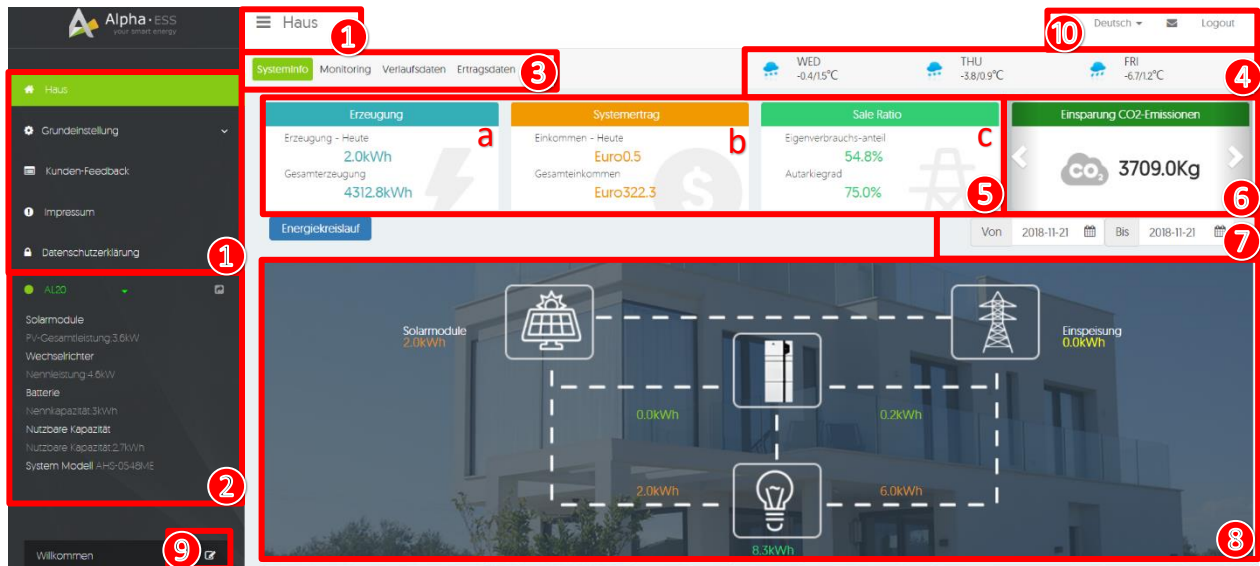 Alpha·ESS
your smart energy
Haus
1
Deutsch
Logout
10
SystemInfo Monitoring Verlaufsdaten Ertragsdaten
3
WED
-0.4/1.5°C
THU
-3.8/0.9°C
FRI
-6.7/1.2°C
4
Haus
Grundeinstellung
Kunden-Feedback
Impressum
Datenschutzerklärung
1
AL20
Solarmodule
PV-Gesamtleistung:3.6kW
Wechselrichter
Nennleistung:4.6kW
Batterie
Nennkapazität:3kWh
Nutzbare Kapazität
Nutzbare Kapazität:2.7kWh
System Modell AHS-0548ME
2
Willkommen
9
Erzeugung
a
Erzeugung - Heute
2.0kWh
Gesamterzeugung
4312.8kWh
Systemertrag
b
Einkommen - Heute
Euro0.5
Gesamteinkommen
Euro322.3
$
Sale Ratio
c
Eigenverbrauchs-anteil
54.8%
Autarkiegrad
75.0%
5
Einsparung CO2-Emissionen
CO2
3709.0Kg
6
Energiekreislauf
Von 2018-11-21 Bis 2018-11-21
7
Solarmodule
2.0kWh
Einspeisung
0.0kWh
0.0kWh
0.2kWh
2.0kWh
6.0kWh
8.3kWh
8